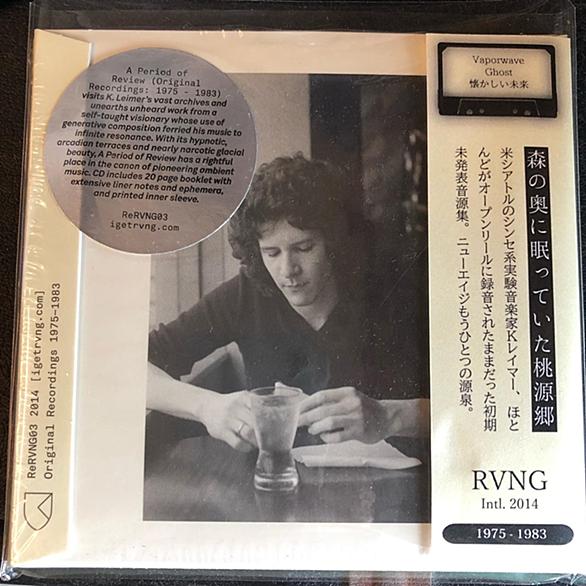 A Period of
Review (Original
Recordings: 1975 - 1983)
visits K. Leimer's vast archives and
unearths unheard work from a
self-taught visionary whose use of
generative composition ferried his music to
infinite resonance. With its hypnotic,
arcadian terraces and nearly narcotic glacial
beauty, A Period of Review has a rightful
place in the canon of pioneering ambient
music. CD includes 20 page booklet with
extensive liner notes and ephemera,
and printed inner sleeve.
ReRVNG03
igetrvng.com
ReRVNG03 2014 [igetrvng.com]
Original Recordings 1975-1983
Vaporwave
Ghost
懐かしい未来
森の奥に眠っていた桃源郷
米シアトルのシンセ系実験音楽家Kレイマー、ほと
んどがオープンリールに録音されたままだった初期
未発表音源集。ニューエイジもうひとつの源泉。
RVNG
Intl. 2014
1975 - 1983